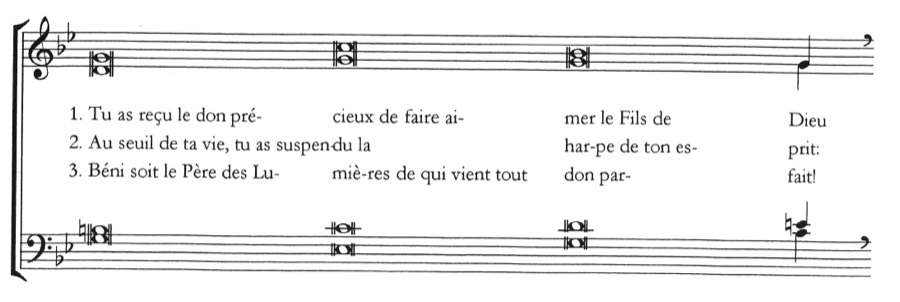 1. Tu as reçu le don pré- cieux de faire ai- mer le Fils de Dieu
2. Au seuil de ta vie, tu as suspen-du la har-pe de ton es- prit:
3. Béni soit le Père des Lu- miè-res de qui vient tout don par- fait!